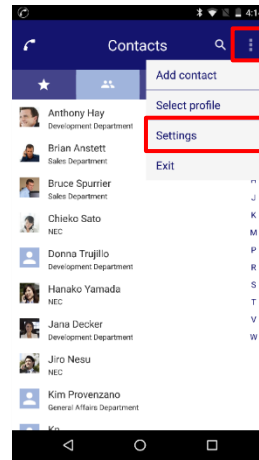 4:14
Contacts
Add contact
Select profile
Settings
Exit
Anthony Hay
Development Department
Brian Anstett
Sales Department
Bruce Spurrier
Sales Department
H
J
Chieko Sato
NEC
K
M
Donna Trujillo
Development Department
P
R
Hanako Yamada
NEC
S
T
Jana Decker
Development Department
V
W
Jiro Nesu
NEC
Kim Provenzano
General Affairs Department